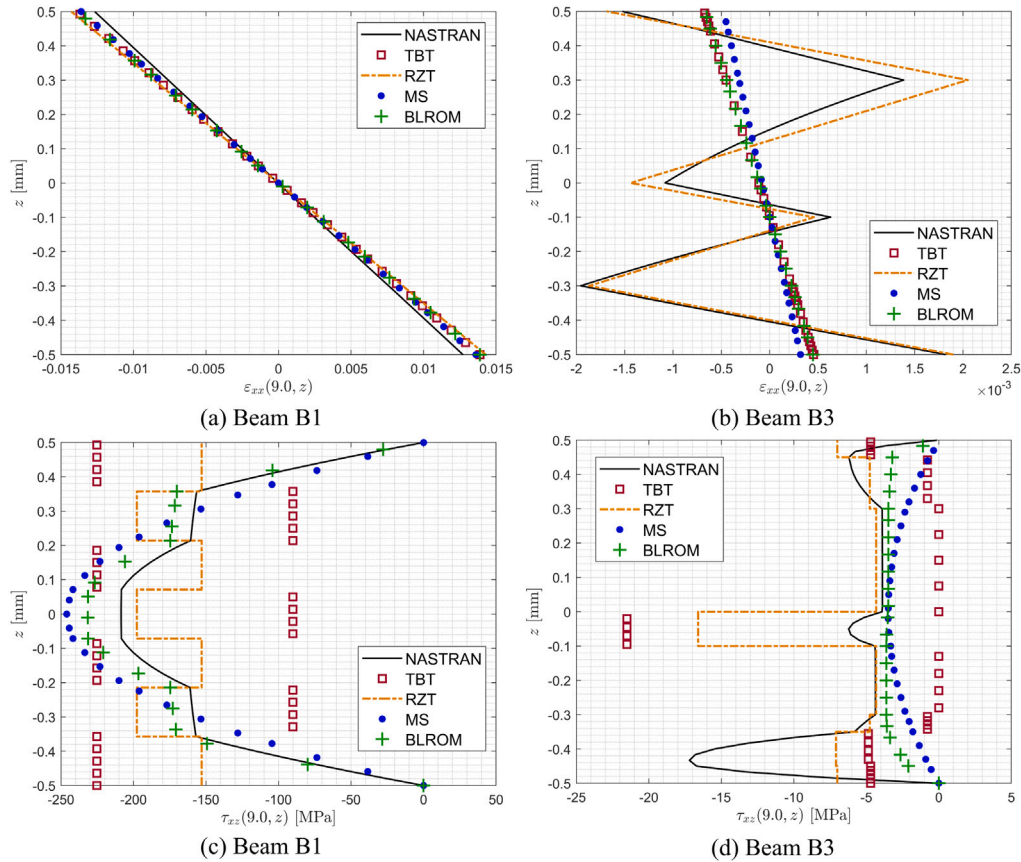 0.5
0.4
0.3
0.2
0.1
0
-0.1
-0.2
-0.3
-0.4
-0.5
z [mm]
NASTRAN
TBT
RZT
MS
BLROM
-0.015 -0.01 -0.005 0 0.005 0.01 0.015
εxx(9.0, z)
(a) Beam B1
0.5
0.4
0.3
0.2
0.1
0
-0.1
-0.2
-0.3
-0.4
-0.5
z [mm]
NASTRAN
TBT
RZT
MS
BLROM
-2 -1.5 -1 -0.5 0 0.5 1 1.5 2 2.5
×10⁻³
εxx(9.0, z)
(b) Beam B3
0.5
0.4
0.3
0.2
0.1
0
-0.1
-0.2
-0.3
-0.4
-0.5
z [mm]
NASTRAN
TBT
RZT
MS
BLROM
-250 -200 -150 -100 -50 0 50
τxz(9.0, z) [MPa]
(c) Beam B1
0.5
0.4
0.3
0.2
0.1
0
-0.1
-0.2
-0.3
-0.4
-0.5
z [mm]
NASTRAN
TBT
RZT
MS
BLROM
-25 -20 -15 -10 -5 0 5
τxz(9.0, z) [MPa]
(d) Beam B3